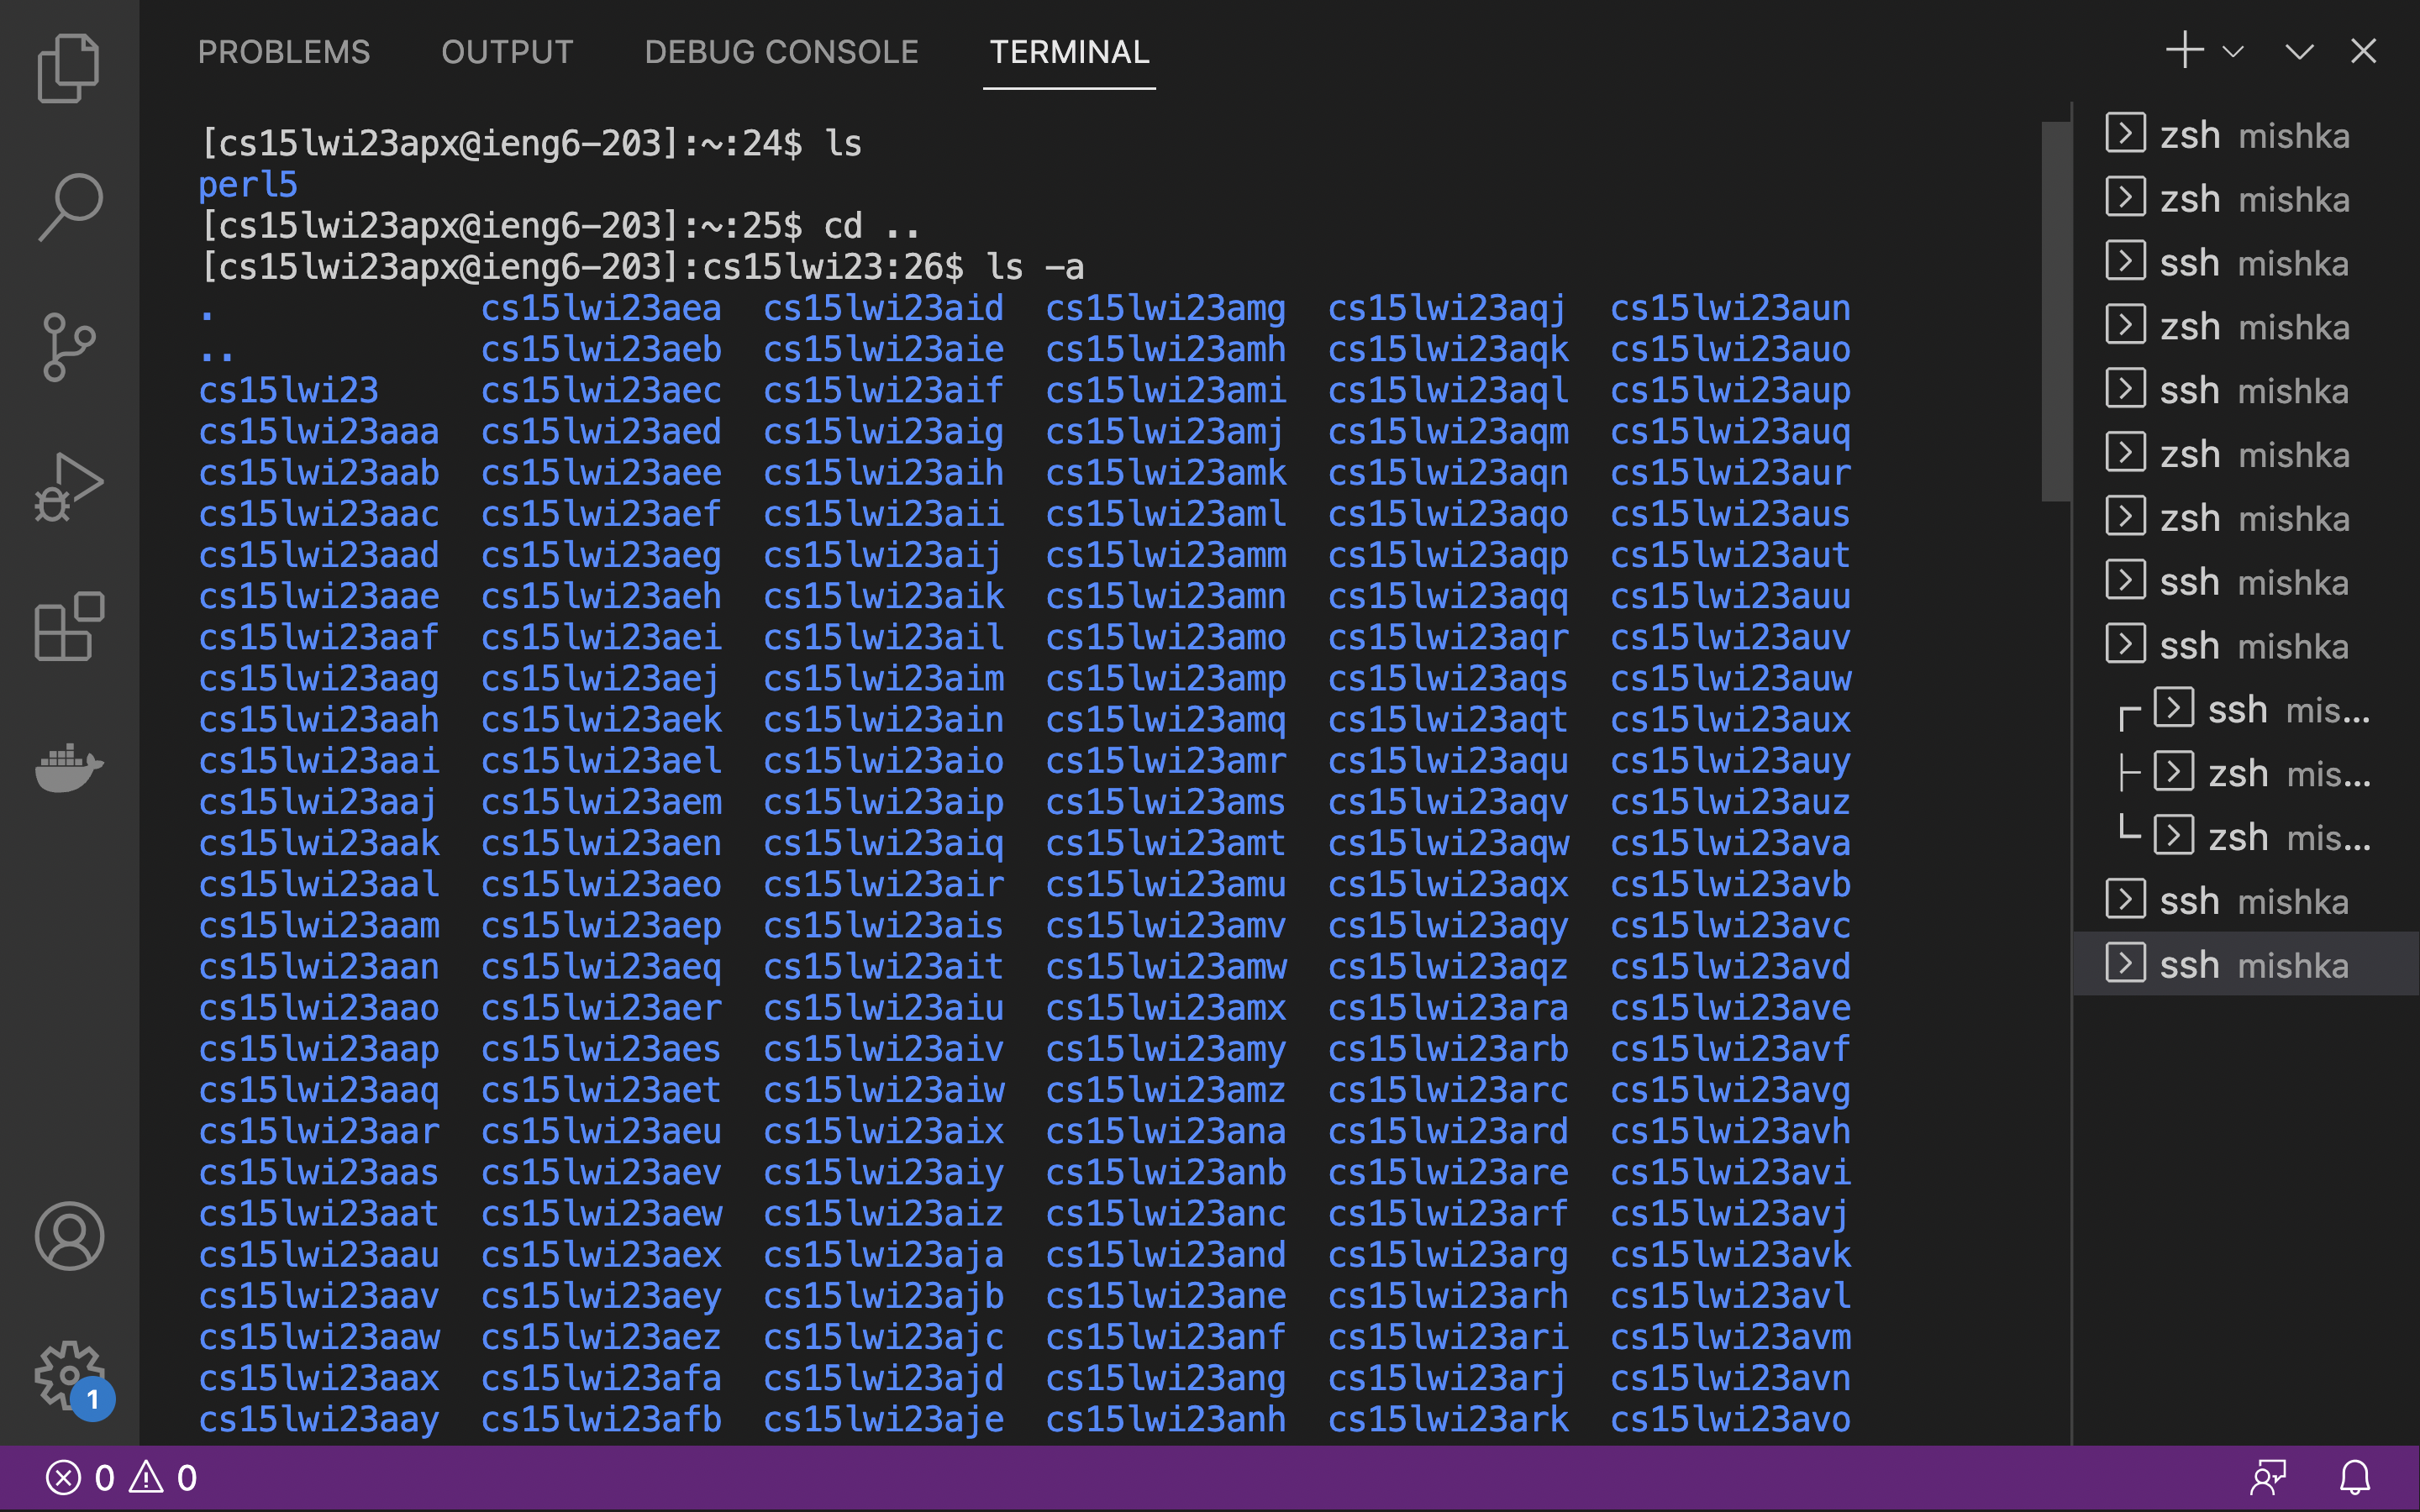 PROBLEMS OUTPUT DEBUG CONSOLE TERMINAL
[cs15lwi23apx@ieng6-203]:~:24$ ls
perl5
[cs15lwi23apx@ieng6-203]:~:25$ cd ..
[cs15lwi23apx@ieng6-203]:cs15lwi23:26$ ls -a
. cs15lwi23aea cs15lwi23aid cs15lwi23amg cs15lwi23aqj cs15lwi23aun
.. cs15lwi23aeb cs15lwi23aie cs15lwi23amh cs15lwi23aqk cs15lwi23auo
cs15lwi23 cs15lwi23aec cs15lwi23aif cs15lwi23ami cs15lwi23aql cs15lwi23aup
cs15lwi23aaa cs15lwi23aed cs15lwi23aig cs15lwi23amj cs15lwi23aqm cs15lwi23auq
cs15lwi23aab cs15lwi23aee cs15lwi23aih cs15lwi23amk cs15lwi23aqn cs15lwi23aur
cs15lwi23aac cs15lwi23aef cs15lwi23aii cs15lwi23aml cs15lwi23aqo cs15lwi23aus
cs15lwi23aad cs15lwi23aeg cs15lwi23aij cs15lwi23amm cs15lwi23aqp cs15lwi23aut
cs15lwi23aae cs15lwi23aeh cs15lwi23aik cs15lwi23amn cs15lwi23aqq cs15lwi23auu
cs15lwi23aaf cs15lwi23aei cs15lwi23ail cs15lwi23amo cs15lwi23aqr cs15lwi23auv
cs15lwi23aag cs15lwi23aej cs15lwi23aim cs15lwi23amp cs15lwi23aqs cs15lwi23auw
cs15lwi23aah cs15lwi23aek cs15lwi23ain cs15lwi23amq cs15lwi23aqt cs15lwi23aux
cs15lwi23aai cs15lwi23ael cs15lwi23aio cs15lwi23amr cs15lwi23aqu cs15lwi23auy
cs15lwi23aaj cs15lwi23aem cs15lwi23aip cs15lwi23ams cs15lwi23aqv cs15lwi23auz
cs15lwi23aak cs15lwi23aen cs15lwi23aiq cs15lwi23amt cs15lwi23aqw cs15lwi23ava
cs15lwi23aal cs15lwi23aeo cs15lwi23air cs15lwi23amu cs15lwi23aqx cs15lwi23avb
cs15lwi23aam cs15lwi23aep cs15lwi23ais cs15lwi23amv cs15lwi23aqy cs15lwi23avc
cs15lwi23aan cs15lwi23aeq cs15lwi23ait cs15lwi23amw cs15lwi23aqz cs15lwi23avd
cs15lwi23aao cs15lwi23aer cs15lwi23aiu cs15lwi23amx cs15lwi23ara cs15lwi23ave
cs15lwi23aap cs15lwi23aes cs15lwi23aiv cs15lwi23amy cs15lwi23arb cs15lwi23avf
cs15lwi23aaq cs15lwi23aet cs15lwi23aiw cs15lwi23amz cs15lwi23arc cs15lwi23avg
cs15lwi23aar cs15lwi23aeu cs15lwi23aix cs15lwi23ana cs15lwi23ard cs15lwi23avh
cs15lwi23aas cs15lwi23aev cs15lwi23aiy cs15lwi23anb cs15lwi23are cs15lwi23avi
cs15lwi23aat cs15lwi23aew cs15lwi23aiz cs15lwi23anc cs15lwi23arf cs15lwi23avj
cs15lwi23aau cs15lwi23aex cs15lwi23aja cs15lwi23and cs15lwi23arg cs15lwi23avk
cs15lwi23aav cs15lwi23aey cs15lwi23ajb cs15lwi23ane cs15lwi23arh cs15lwi23avl
cs15lwi23aaw cs15lwi23aez cs15lwi23ajc cs15lwi23anf cs15lwi23ari cs15lwi23avm
cs15lwi23aax cs15lwi23afa cs15lwi23ajd cs15lwi23ang cs15lwi23arj cs15lwi23avn
cs15lwi23aay cs15lwi23afb cs15lwi23aje cs15lwi23anh cs15lwi23ark cs15lwi23avo
zsh mishka
zsh mishka
ssh mishka
zsh mishka
ssh mishka
zsh mishka
zsh mishka
ssh mishka
ssh mishka
ssh mis...
zsh mis...
zsh mis...
ssh mishka
ssh mishka
1
0 0